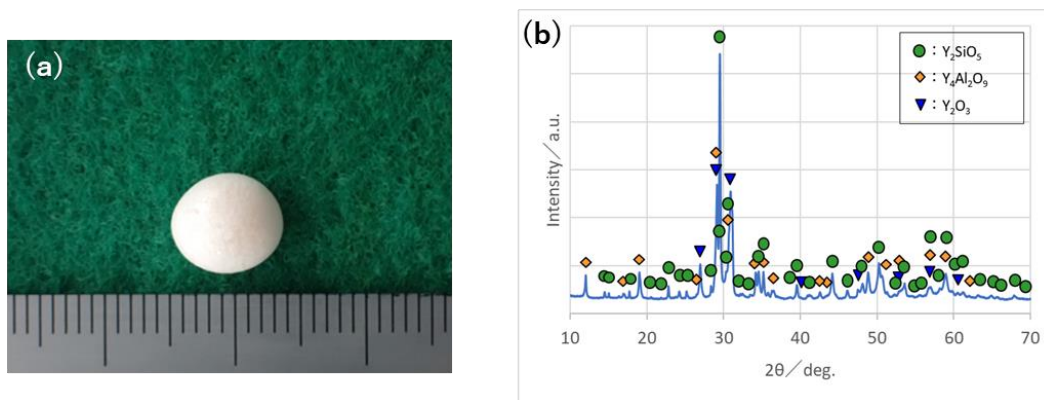 (a)
(b)
●：Y₂SiO₅
◆：Y₄Al₂O₉
▼：Y₂O₃
Intensity／a.u.
10 20 30 40 50 60 70
2θ／deg.